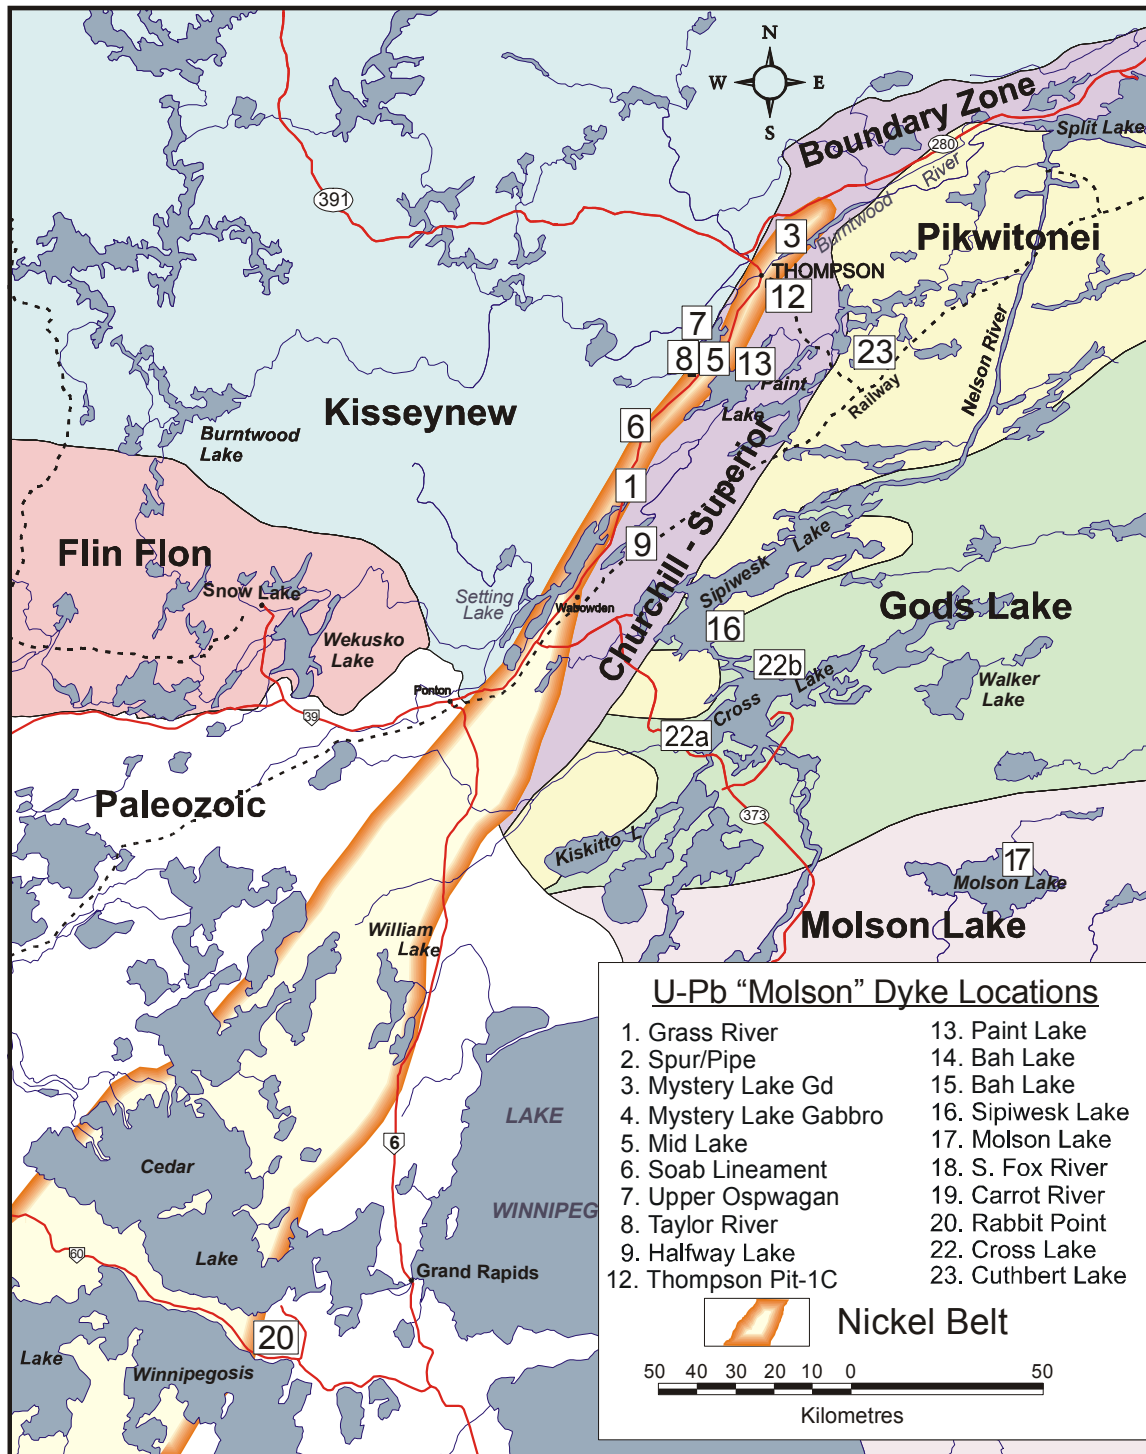 N
W E
S
Boundary Zone
Split Lake
280
Burntwood River
391
Pikwitonei
3
THOMPSON
12
7
8
5
13
23
Paint Lake
Railway
Nelson River
Kisseynew
6
Burntwood
Lake
1
Churchill - Superior
Flin Flon
9
Sipiwesk Lake
Snow Lake
Setting
Lake
Wabowden
Gods Lake
16
Wekusko
Lake
22b
Walker
Lake
Ponton
39
Cross Lake
22a
Paleozoic
373
Kiskitto L
17
Molson Lake
William
Lake
Molson Lake
U-Pb “Molson” Dyke Locations
1. Grass River
2. Spur/Pipe
3. Mystery Lake Gd
4. Mystery Lake Gabbro
5. Mid Lake
6. Soab Lineament
7. Upper Ospwagan
8. Taylor River
9. Halfway Lake
12. Thompson Pit-1C
13. Paint Lake
14. Bah Lake
15. Bah Lake
16. Sipiwesk Lake
17. Molson Lake
18. S. Fox River
19. Carrot River
20. Rabbit Point
22. Cross Lake
23. Cuthbert Lake
LAKE
WINNIPEG
6
Cedar
Lake
60
Grand Rapids
20
Lake
Winnipegosis
Nickel Belt
50 40 30 20 10 0 50
Kilometres